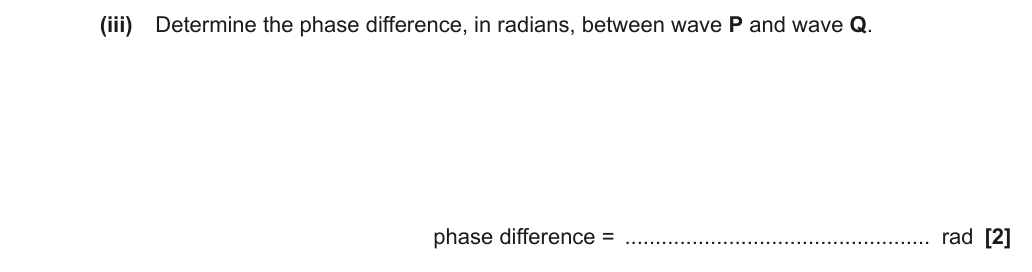 (iii) Determine the phase difference, in radians, between wave P and wave Q.
phase difference = .................................................. rad [2]